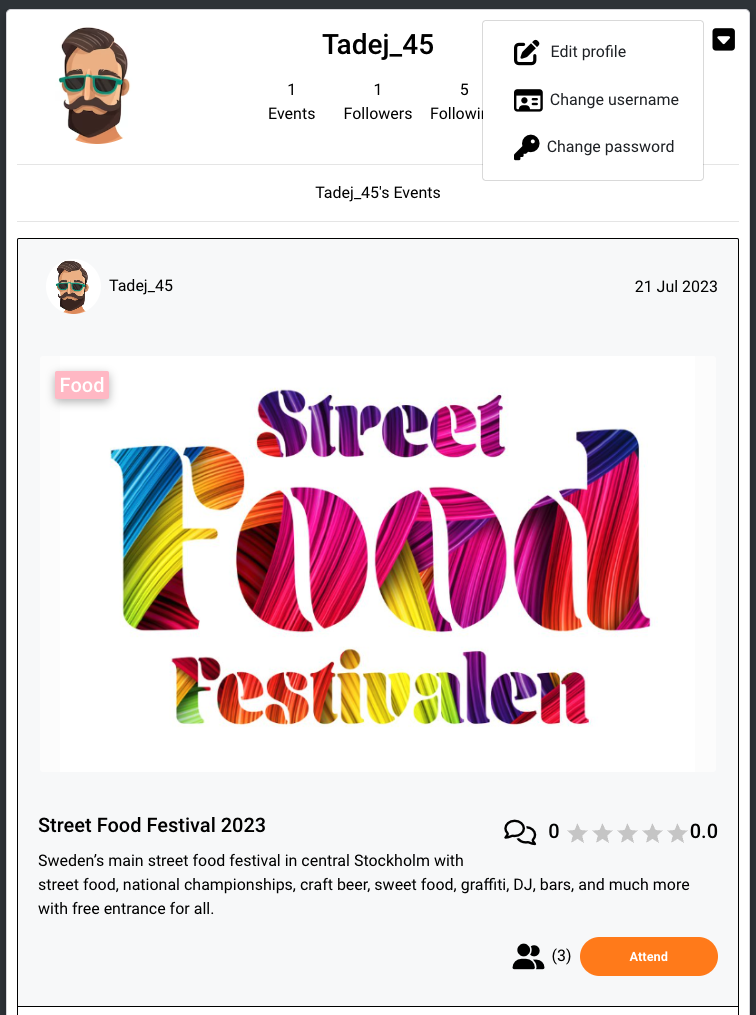 Tadej_45
1
Events
1
Followers
5
Followin
Edit profile
Change username
Change password
Tadej_45's Events
Tadej_45
21 Jul 2023
Food
Street
Food
Festivalen
Street Food Festival 2023
0
0.0
Sweden’s main street food festival in central Stockholm with
street food, national championships, craft beer, sweet food, graffiti, DJ, bars, and much more
with free entrance for all.
(3)
Attend